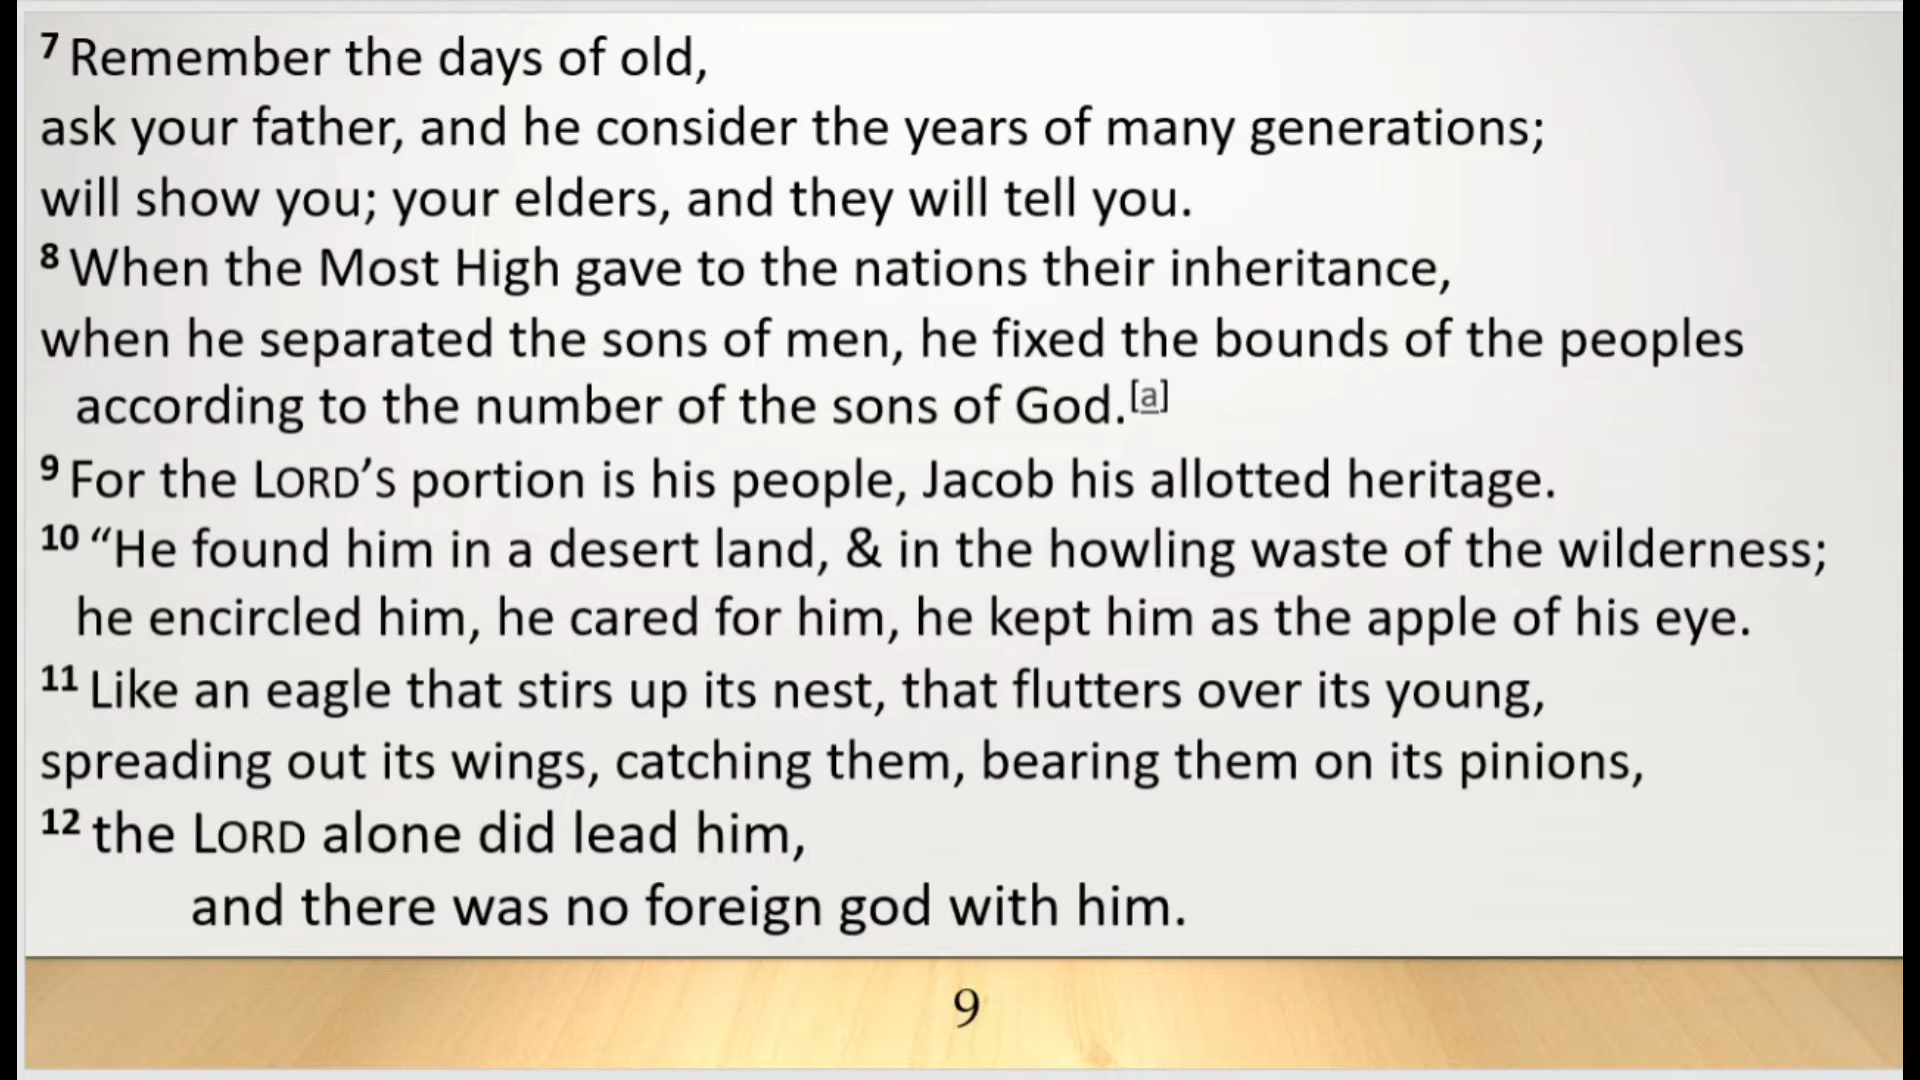 7 Remember the days of old,
ask your father, and he consider the years of many generations;
will show you; your elders, and they will tell you.
8 When the Most High gave to the nations their inheritance,
when he separated the sons of men, he fixed the bounds of the peoples
according to the number of the sons of God.[a]
9 For the LORD’S portion is his people, Jacob his allotted heritage.
10 “He found him in a desert land, & in the howling waste of the wilderness;
he encircled him, he cared for him, he kept him as the apple of his eye.
11 Like an eagle that stirs up its nest, that flutters over its young,
spreading out its wings, catching them, bearing them on its pinions,
12 the LORD alone did lead him,
and there was no foreign god with him.
9